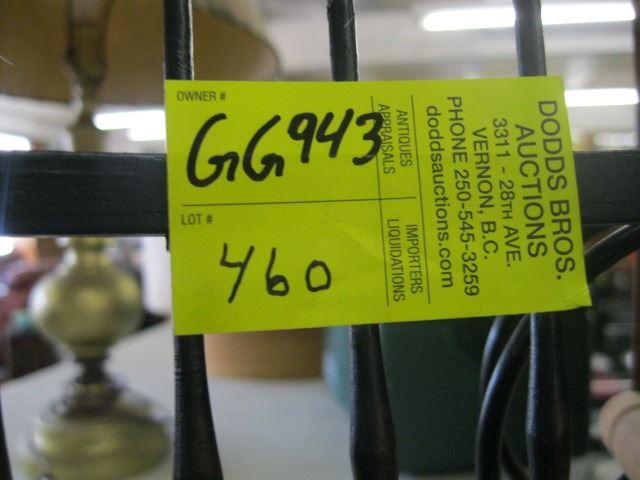 OWNER #
GG943
LOT #
460
ANTIQUES
APPRAISALS
IMPORTERS
LIQUIDATIONS
DODDS BROS.
AUCTIONS
3311 - 28TH AVE.
VERNON, B.C.
PHONE 250-545-3259
doddsauctions.com